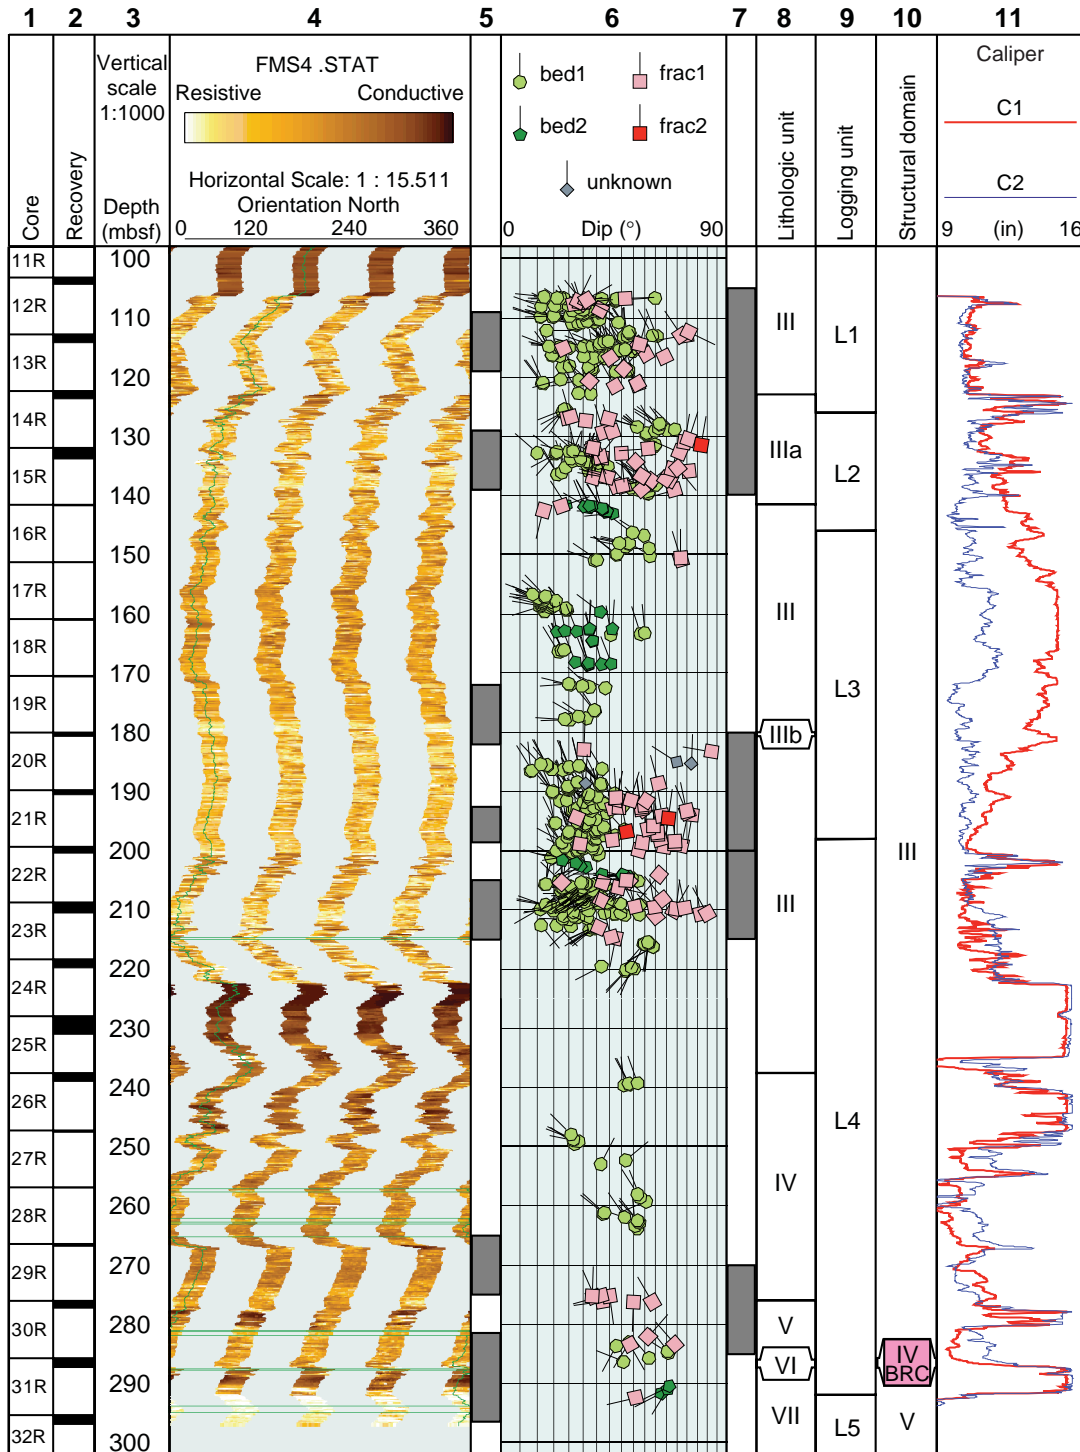 1 2 3 4 5 6 7 8 9 10 11
Core
Recovery
Vertical
scale
1:1000
Depth
(mbsf)
FMS4 .STAT
Resistive Conductive
Horizontal Scale: 1 : 15.511
Orientation North
0 120 240 360
bed1 frac1
bed2 frac2
unknown
0 Dip (°) 90
Lithologic unit
Logging unit
Structural domain
Caliper
C1
C2
9 (in) 16
11R
12R
13R
14R
15R
16R
17R
18R
19R
20R
21R
22R
23R
24R
25R
26R
27R
28R
29R
30R
31R
32R
100
110
120
130
140
150
160
170
180
190
200
210
220
230
240
250
260
270
280
290
300
III
IIIa
III
IIIb
III
IV
V
VI
VII
L1
L2
L3
L4
L5
III
IV
BRC
V